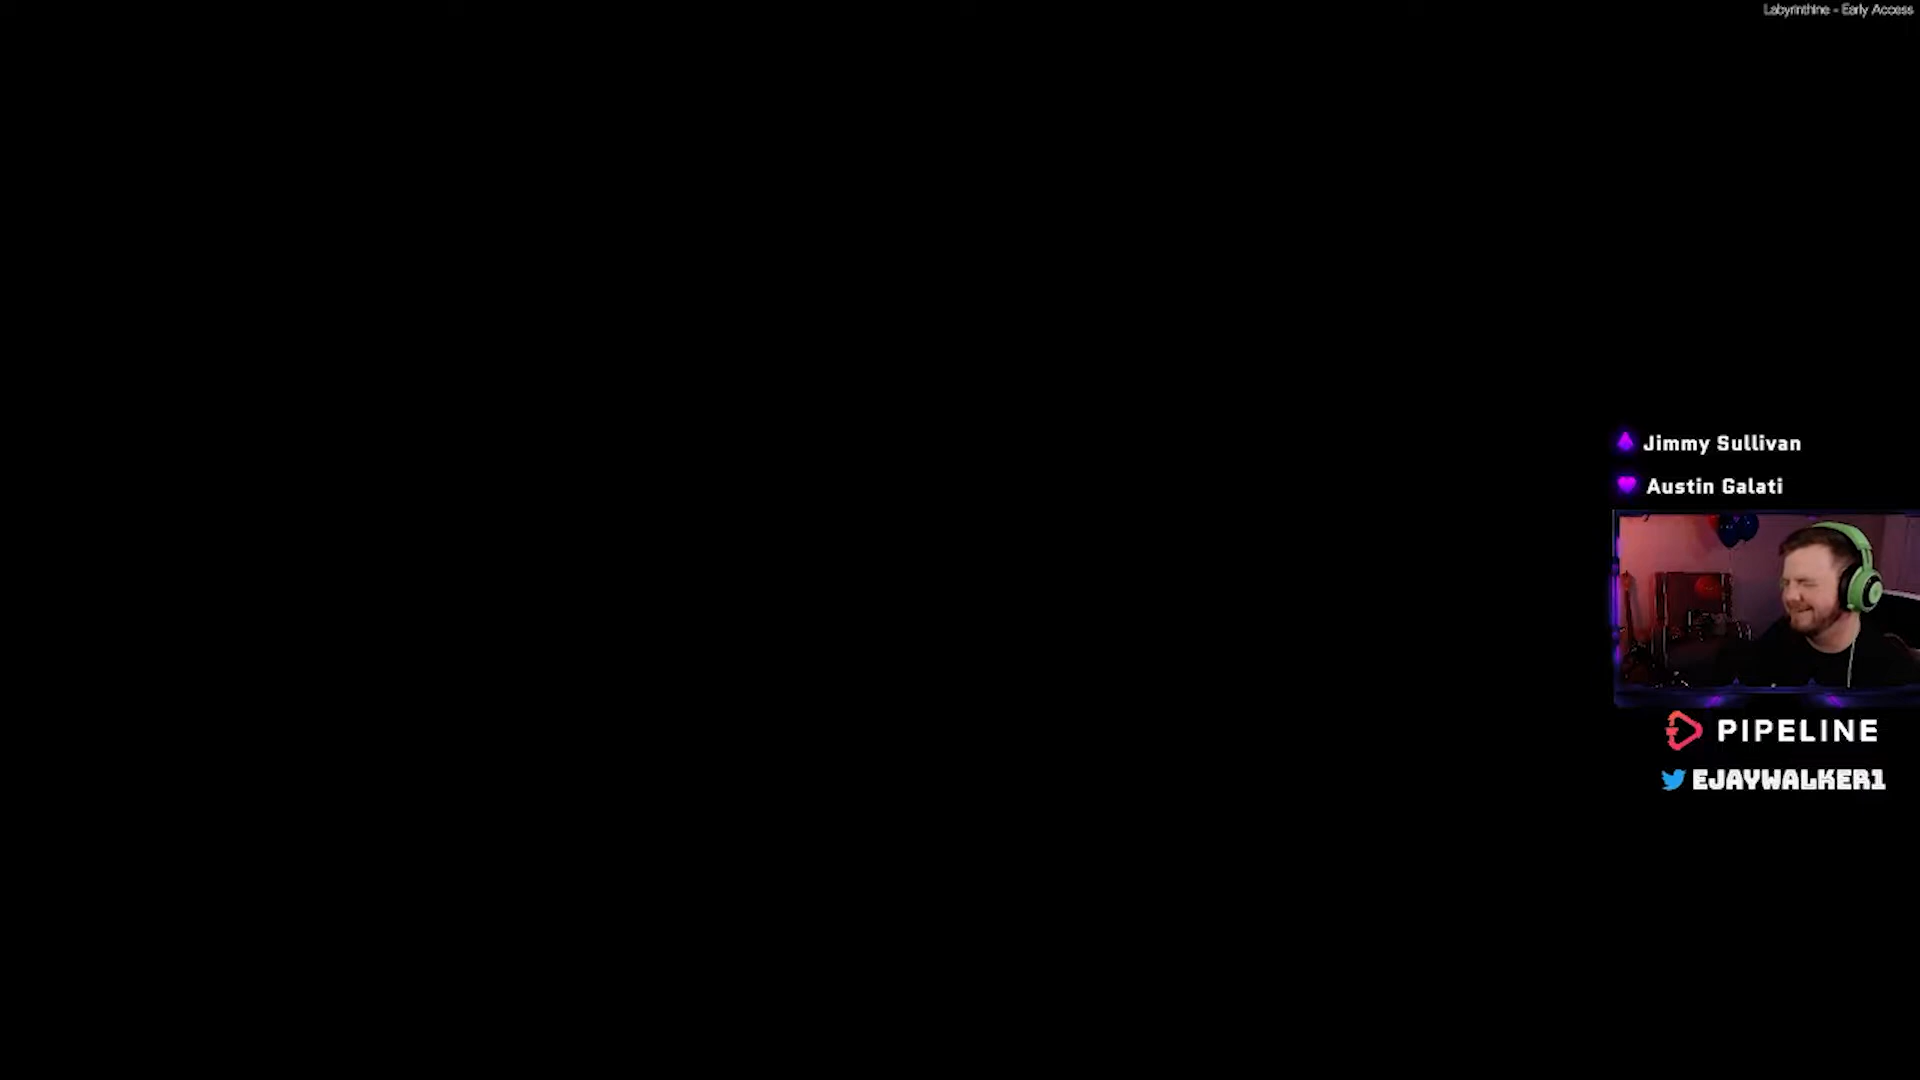 Labyrinthine - Early Access
Jimmy Sullivan
Austin Galati
PIPELINE
EJAYWALKER1